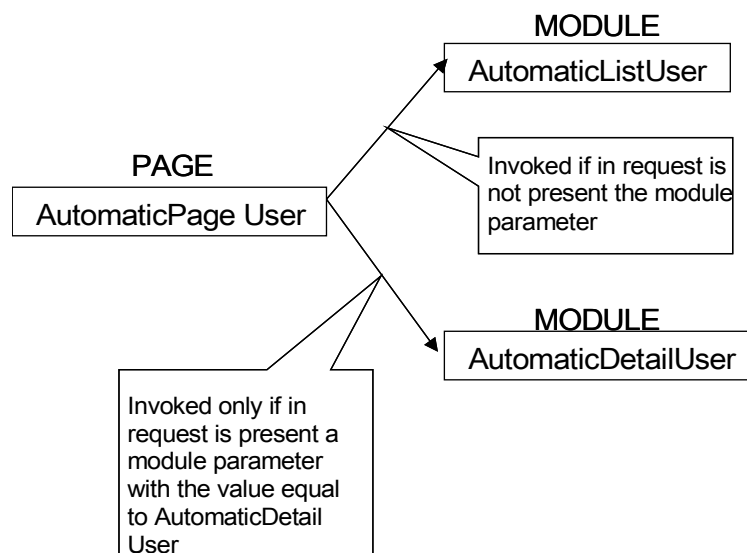 MODULE
AutomaticListUser
Invoked if in request is
not present the module
parameter
PAGE
AutomaticPage User
MODULE
AutomaticDetailUser
Invoked only if in
request is present a
module parameter
with the value equal
to AutomaticDetail
User